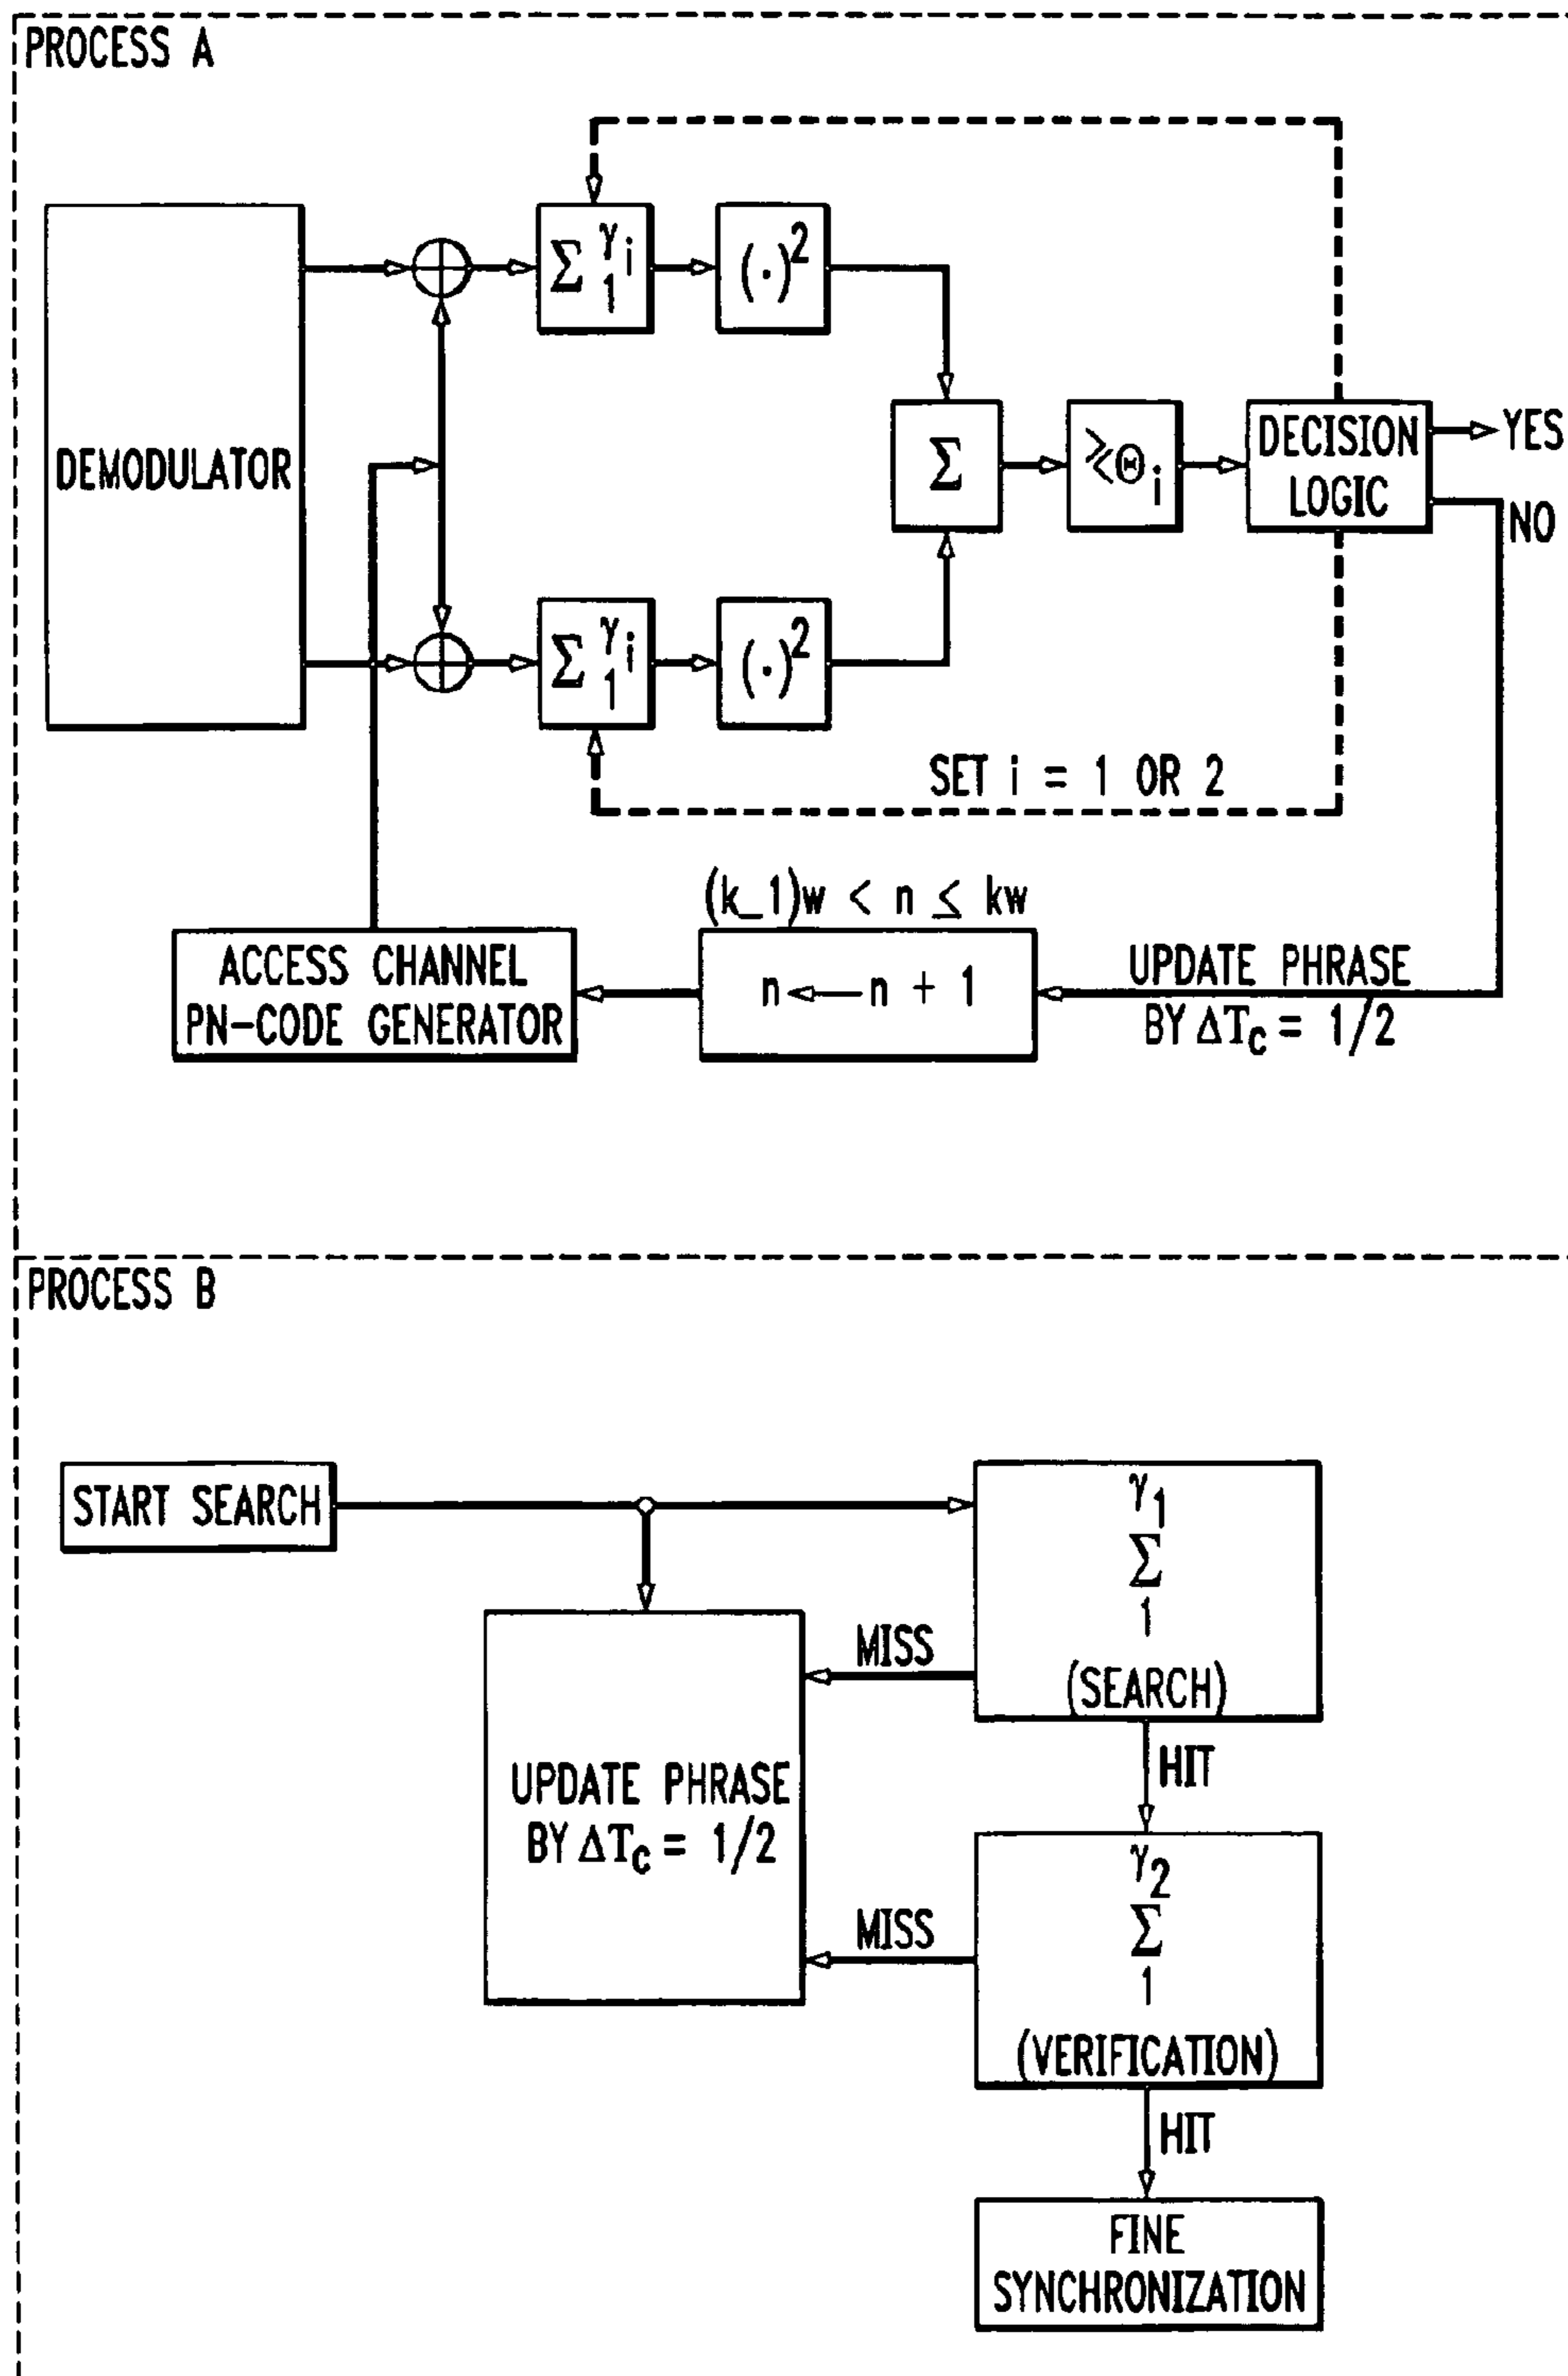 PROCESS A
DEMODULATOR
Σ γi 1
(·)²
Σ
≷Θi
DECISION
LOGIC
YES
NO
Σ γi 1
(·)²
SET i = 1 OR 2
(k_1)w < n ≤ kw
ACCESS CHANNEL
PN-CODE GENERATOR
n ← n + 1
UPDATE PHRASE
BY ΔTc = 1/2
PROCESS B
START SEARCH
γ1
Σ
1
(SEARCH)
MISS
HIT
UPDATE PHRASE
BY ΔTc = 1/2
γ2
Σ
1
(VERIFICATION)
MISS
HIT
FINE
SYNCHRONIZATION